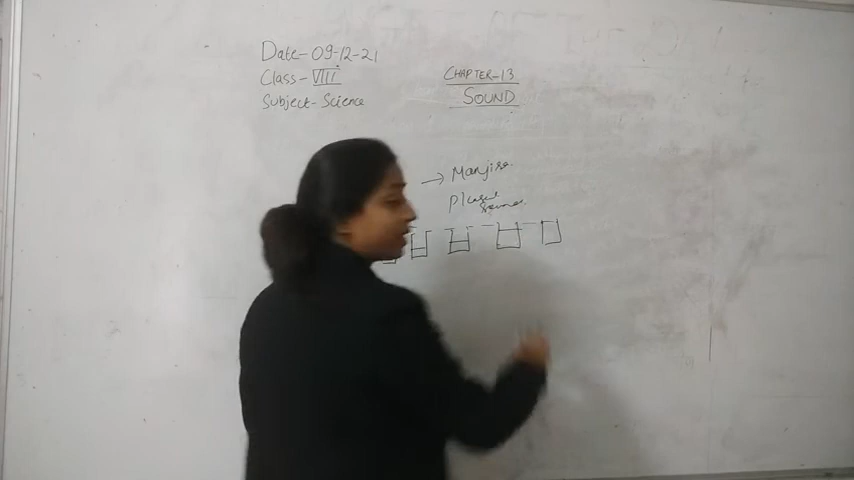 Date-09-12-21
Class-VIII
Subject-Science
CHAPTER-13
SOUND
→ Manjira